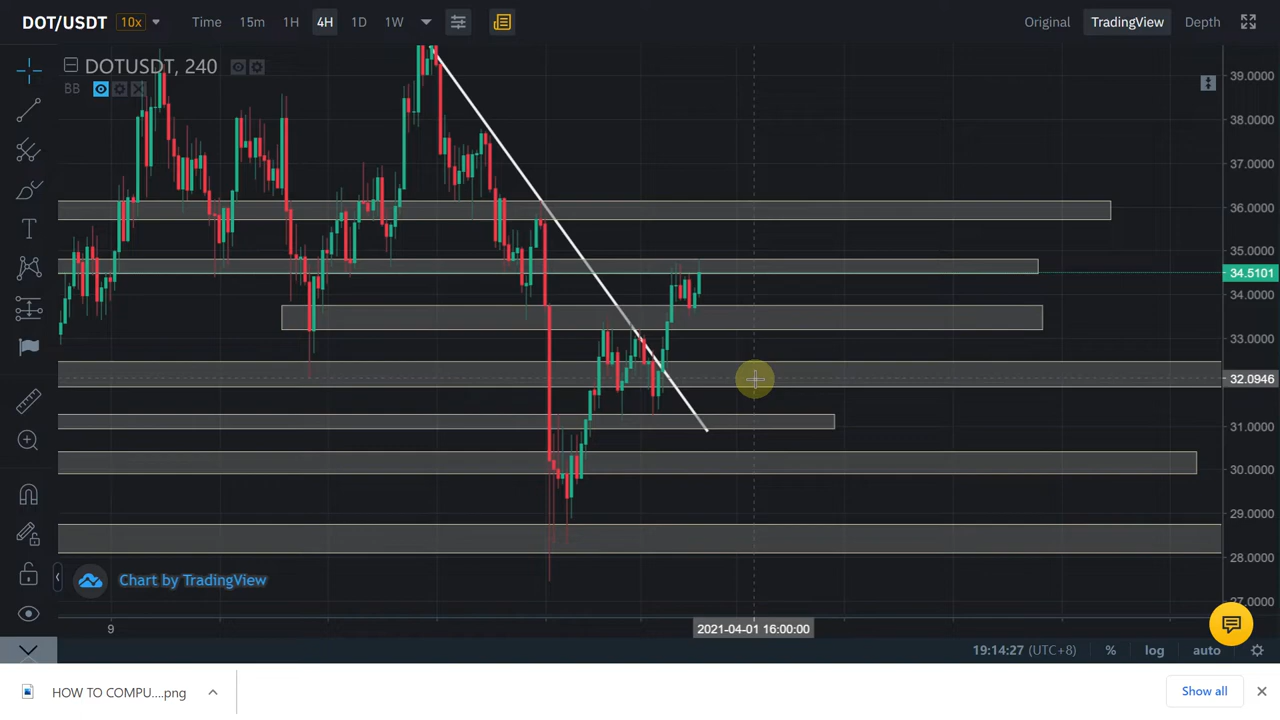 DOT/USDT 10x Time 15m 1H 4H 1D 1W Original TradingView Depth
DOTUSDT, 240
BB
39.0000
38.0000
37.0000
36.0000
35.0000
34.5101
34.0000
33.0000
32.0946
31.0000
30.0000
29.0000
28.0000
27.0000
Chart by TradingView
9 2021-04-01 16:00:00
19:14:27 (UTC+8) % log auto
HOW TO COMPU....png Show all